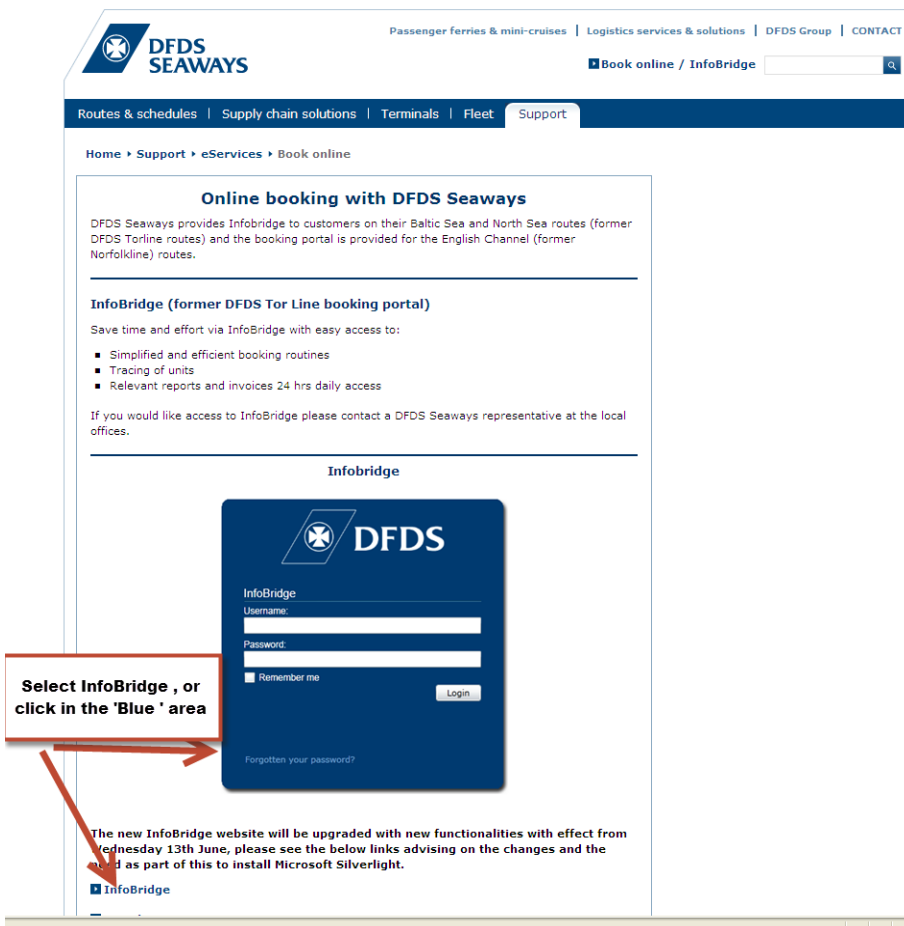 Passenger ferries & mini-cruises | Logistics services & solutions | DFDS Group | CONTACT
DFDS
SEAWAYS
Book online / InfoBridge
Routes & schedules | Supply chain solutions | Terminals | Fleet Support
Home ‣ Support ‣ eServices ‣ Book online
Online booking with DFDS Seaways
DFDS Seaways provides Infobridge to customers on their Baltic Sea and North Sea routes (former
DFDS Torline routes) and the booking portal is provided for the English Channel (former
Norfolkline) routes.
InfoBridge (former DFDS Tor Line booking portal)
Save time and effort via InfoBridge with easy access to:
▪ Simplified and efficient booking routines
▪ Tracing of units
▪ Relevant reports and invoices 24 hrs daily access
If you would like access to InfoBridge please contact a DFDS Seaways representative at the local
offices.
Infobridge
DFDS
InfoBridge
Username:
Password:
Remember me
Login
Forgotten your password?
Select InfoBridge , or
click in the 'Blue ' area
The new InfoBridge website will be upgraded with new functionalities with effect from
Wednesday 13th June, please see the below links advising on the changes and the
need as part of this to install Microsoft Silverlight.
InfoBridge